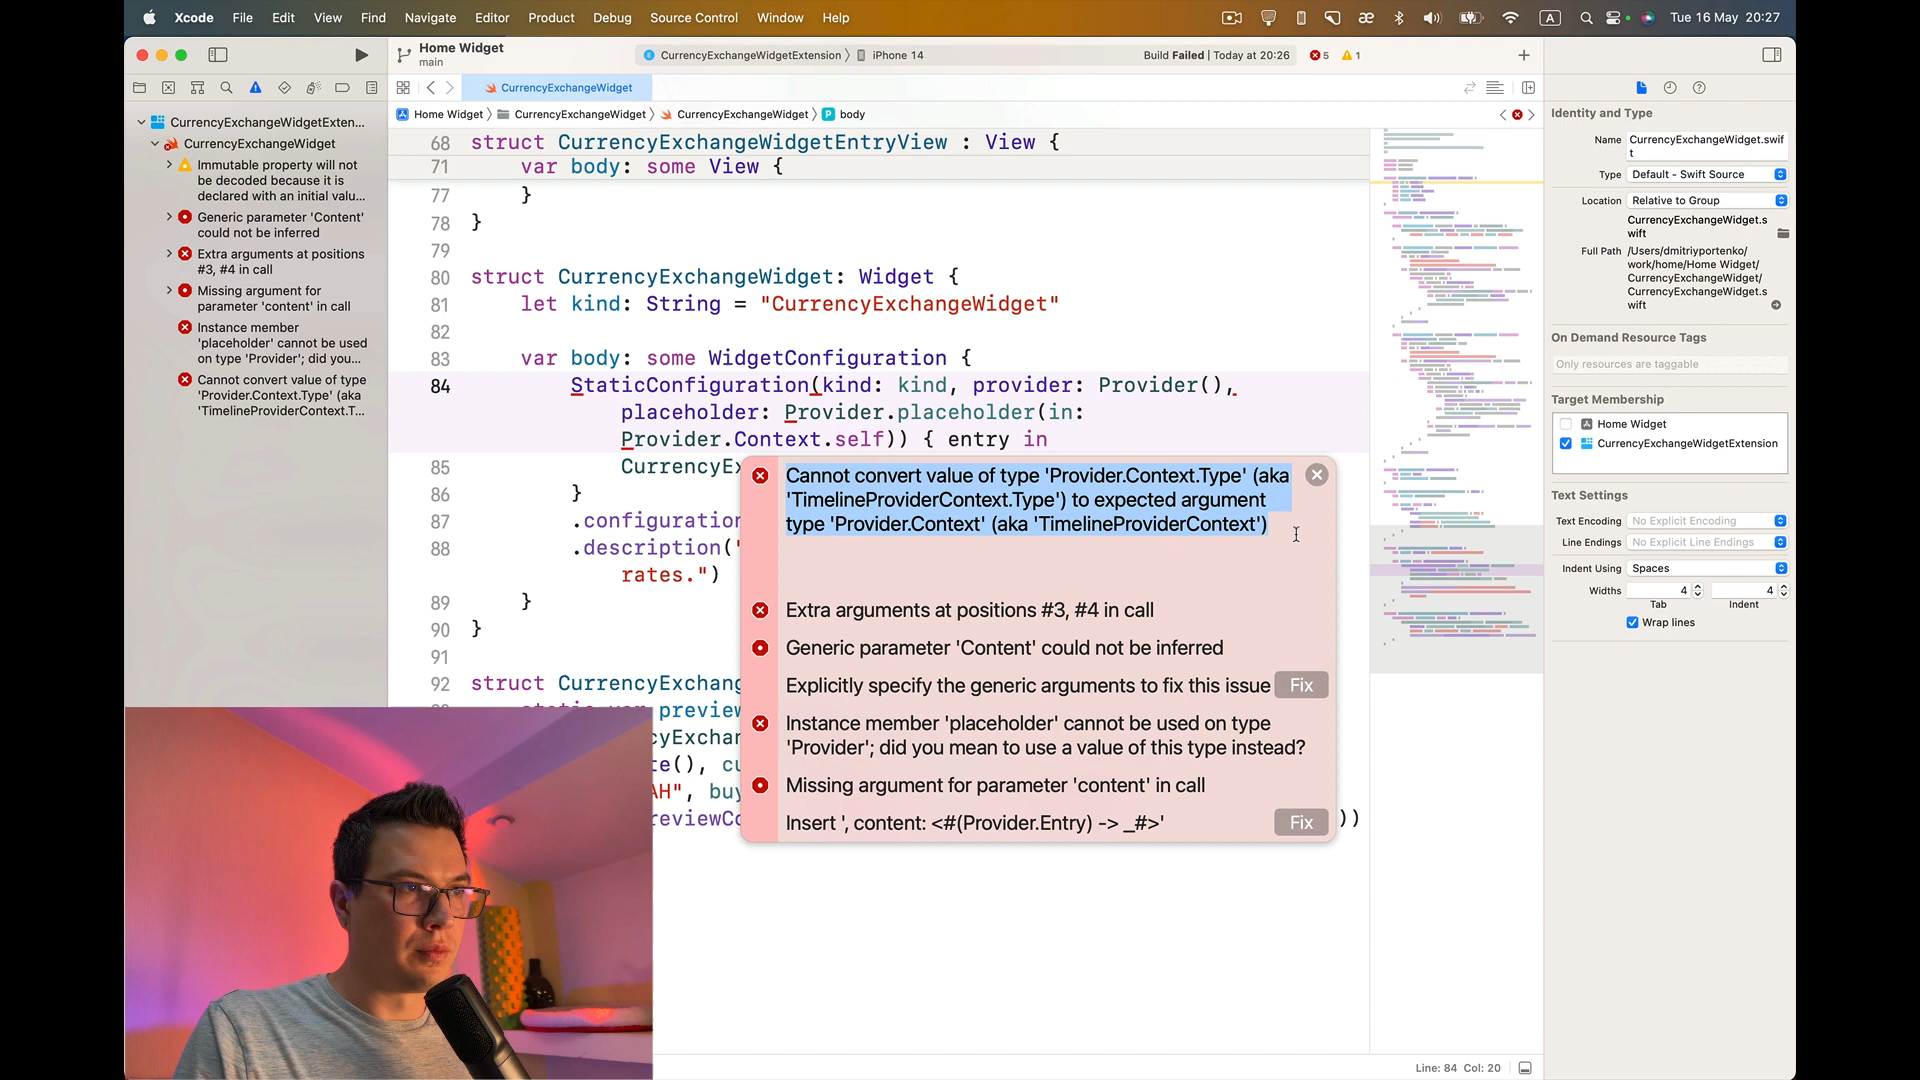 Xcode File Edit View Find Navigate Editor Product Debug Source Control Window Help
A Tue 16 May 20:27
Home Widget
main
CurrencyExchangeWidgetExtension iPhone 14
Build Failed | Today at 20:26 5 1
CurrencyExchangeWidget
Home Widget CurrencyExchangeWidget CurrencyExchangeWidget P body
CurrencyExchangeWidgetExten...
CurrencyExchangeWidget
Immutable property will not
be decoded because it is
declared with an initial valu...
Generic parameter 'Content'
could not be inferred
Extra arguments at positions
#3, #4 in call
Missing argument for
parameter 'content' in call
Instance member
'placeholder' cannot be used
on type 'Provider'; did you...
Cannot convert value of type
'Provider.Context.Type' (aka
'TimelineProviderContext.T...
68 struct CurrencyExchangeWidgetEntryView : View {
71 var body: some View {
77 }
78 }
79
80 struct CurrencyExchangeWidget: Widget {
81 let kind: String = "CurrencyExchangeWidget"
82
83 var body: some WidgetConfiguration {
84 StaticConfiguration(kind: kind, provider: Provider(),
placeholder: Provider.placeholder(in:
Provider.Context.self)) { entry in
85 CurrencyEx
86 }
87 .configuration
88 .description("
rates.")
89 }
90 }
91
92 struct CurrencyExchang
static var preview
cyExchan
te(), cu
AH", buy
reviewCo ))
Cannot convert value of type 'Provider.Context.Type' (aka
'TimelineProviderContext.Type') to expected argument
type 'Provider.Context' (aka 'TimelineProviderContext')
Extra arguments at positions #3, #4 in call
Generic parameter 'Content' could not be inferred
Explicitly specify the generic arguments to fix this issue Fix
Instance member 'placeholder' cannot be used on type
'Provider'; did you mean to use a value of this type instead?
Missing argument for parameter 'content' in call
Insert ', content: <#(Provider.Entry) -> _#>' Fix
Line: 84 Col: 20
Identity and Type
Name CurrencyExchangeWidget.swif
t
Type Default - Swift Source
Location Relative to Group
CurrencyExchangeWidget.s
wift
Full Path /Users/dmitriyportenko/
work/home/Home Widget/
CurrencyExchangeWidget/
CurrencyExchangeWidget.s
wift
On Demand Resource Tags
Only resources are taggable
Target Membership
Home Widget
CurrencyExchangeWidgetExtension
Text Settings
Text Encoding No Explicit Encoding
Line Endings No Explicit Line Endings
Indent Using Spaces
Widths 4 4
Tab Indent
Wrap lines